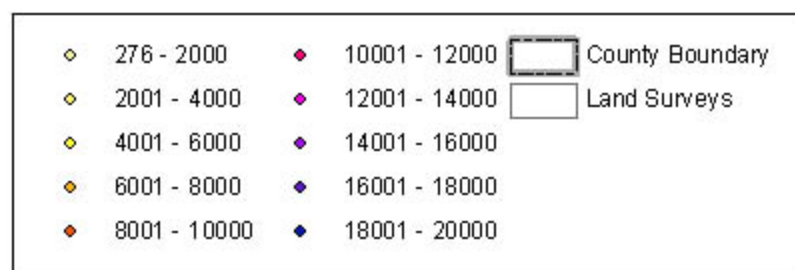 276 - 2000
2001 - 4000
4001 - 6000
6001 - 8000
8001 - 10000
10001 - 12000
12001 - 14000
14001 - 16000
16001 - 18000
18001 - 20000
County Boundary
Land Surveys